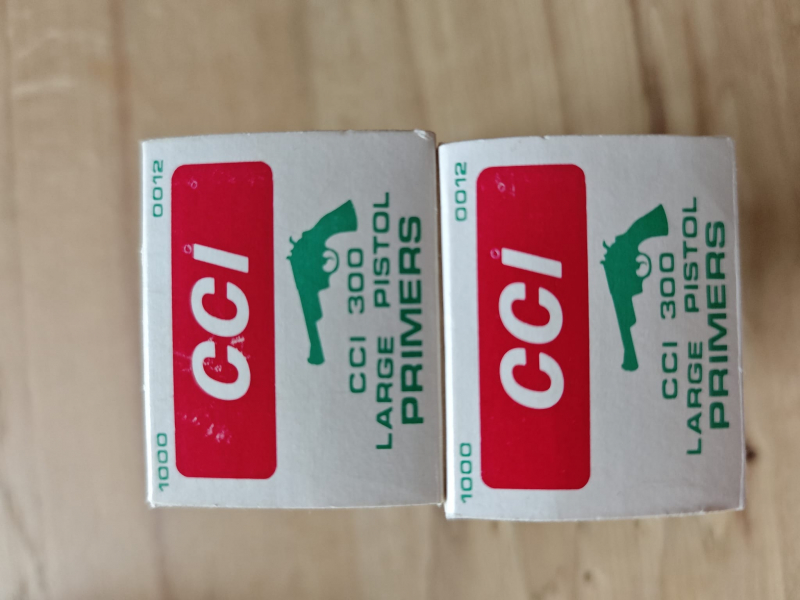 1000 0012
CCI
CCI 300
LARGE PISTOL
PRIMERS
1000 0012
CCI
CCI 300
LARGE PISTOL
PRIMERS